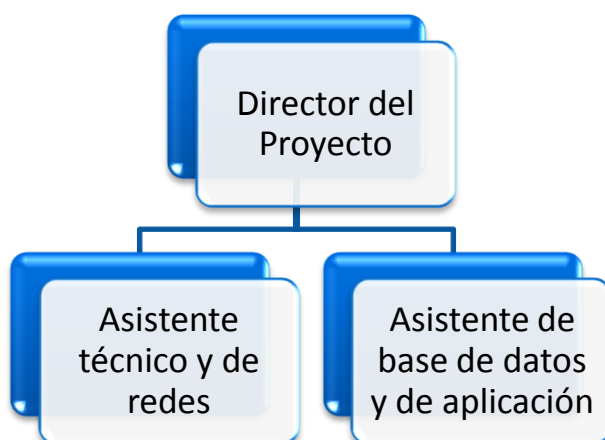 Director del
Proyecto
Asistente
técnico y de
redes
Asistente de
base de datos
y de aplicación